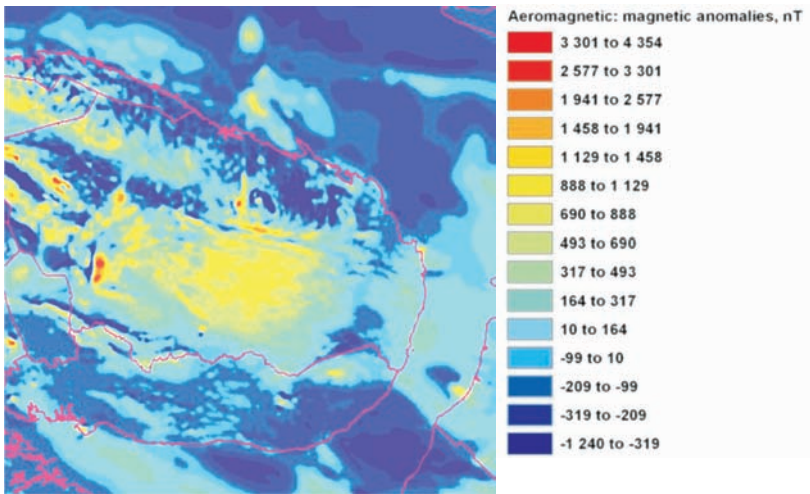 Aeromagnetic: magnetic anomalies, nT
3 301 to 4 354
2 577 to 3 301
1 941 to 2 577
1 458 to 1 941
1 129 to 1 458
888 to 1 129
690 to 888
493 to 690
317 to 493
164 to 317
10 to 164
-99 to 10
-209 to -99
-319 to -209
-1 240 to -319